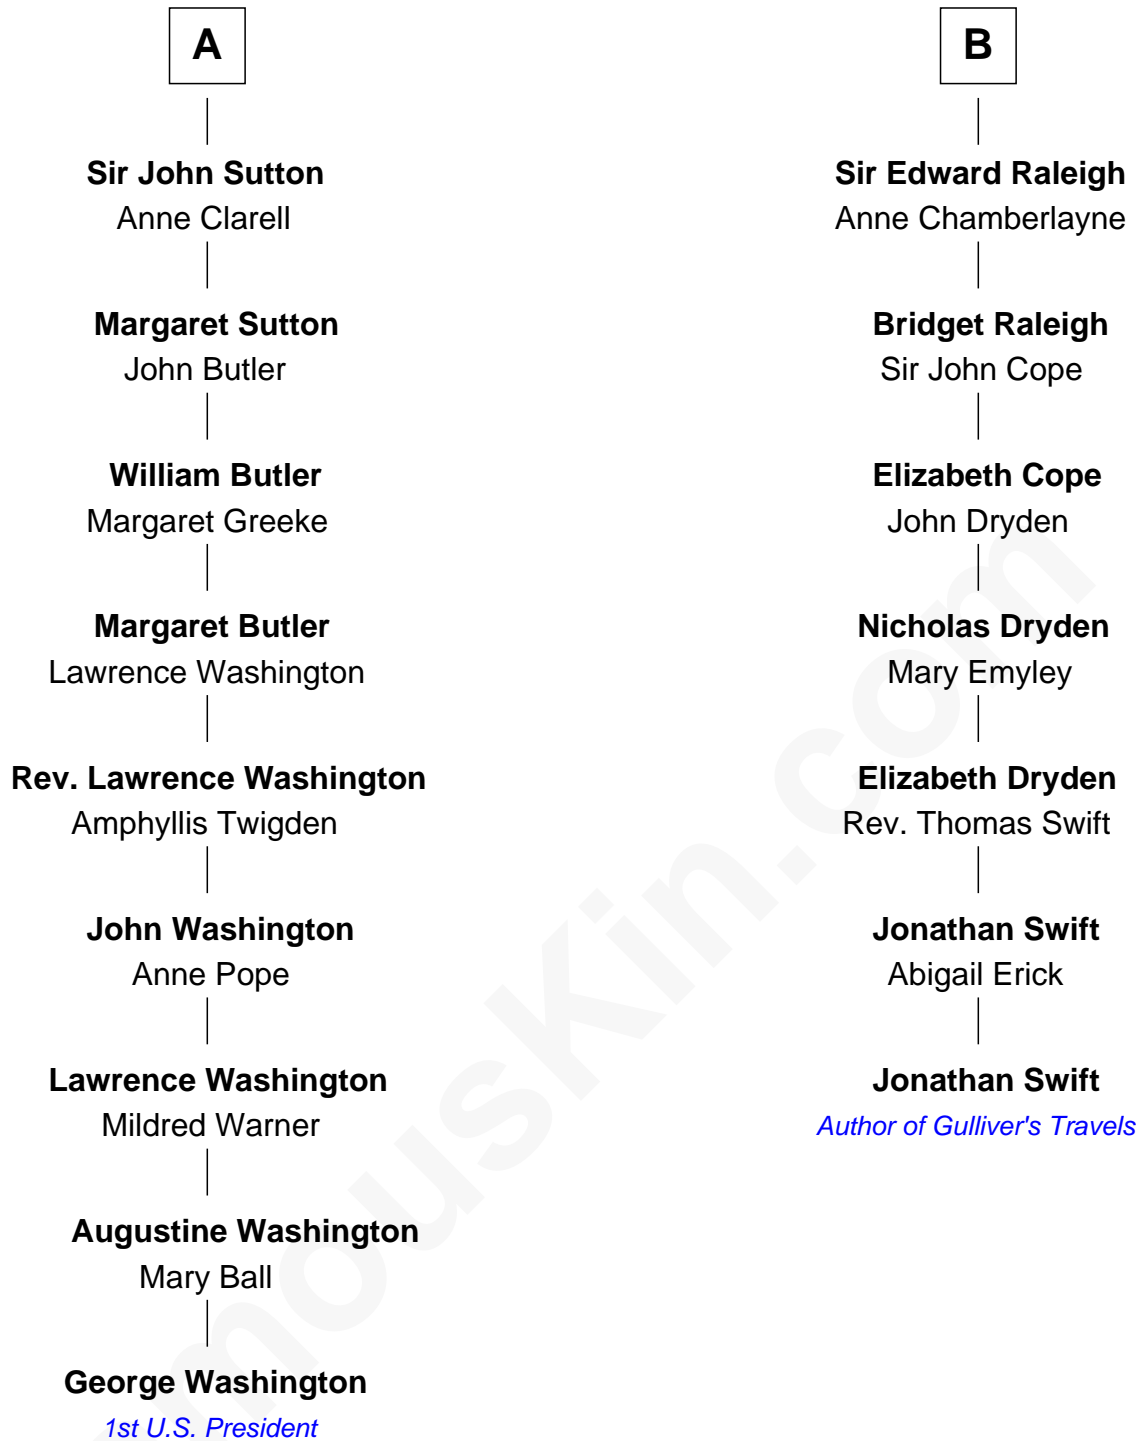 A
Sir John Sutton
Anne Clarell
Margaret Sutton
John Butler
William Butler
Margaret Greeke
Margaret Butler
Lawrence Washington
Rev. Lawrence Washington
Amphyllis Twigden
John Washington
Anne Pope
Lawrence Washington
Mildred Warner
Augustine Washington
Mary Ball
George Washington
1st U.S. President
B
Sir Edward Raleigh
Anne Chamberlayne
Bridget Raleigh
Sir John Cope
Elizabeth Cope
John Dryden
Nicholas Dryden
Mary Emyley
Elizabeth Dryden
Rev. Thomas Swift
Jonathan Swift
Abigail Erick
Jonathan Swift
Author of Gulliver's Travels
mousKin.com